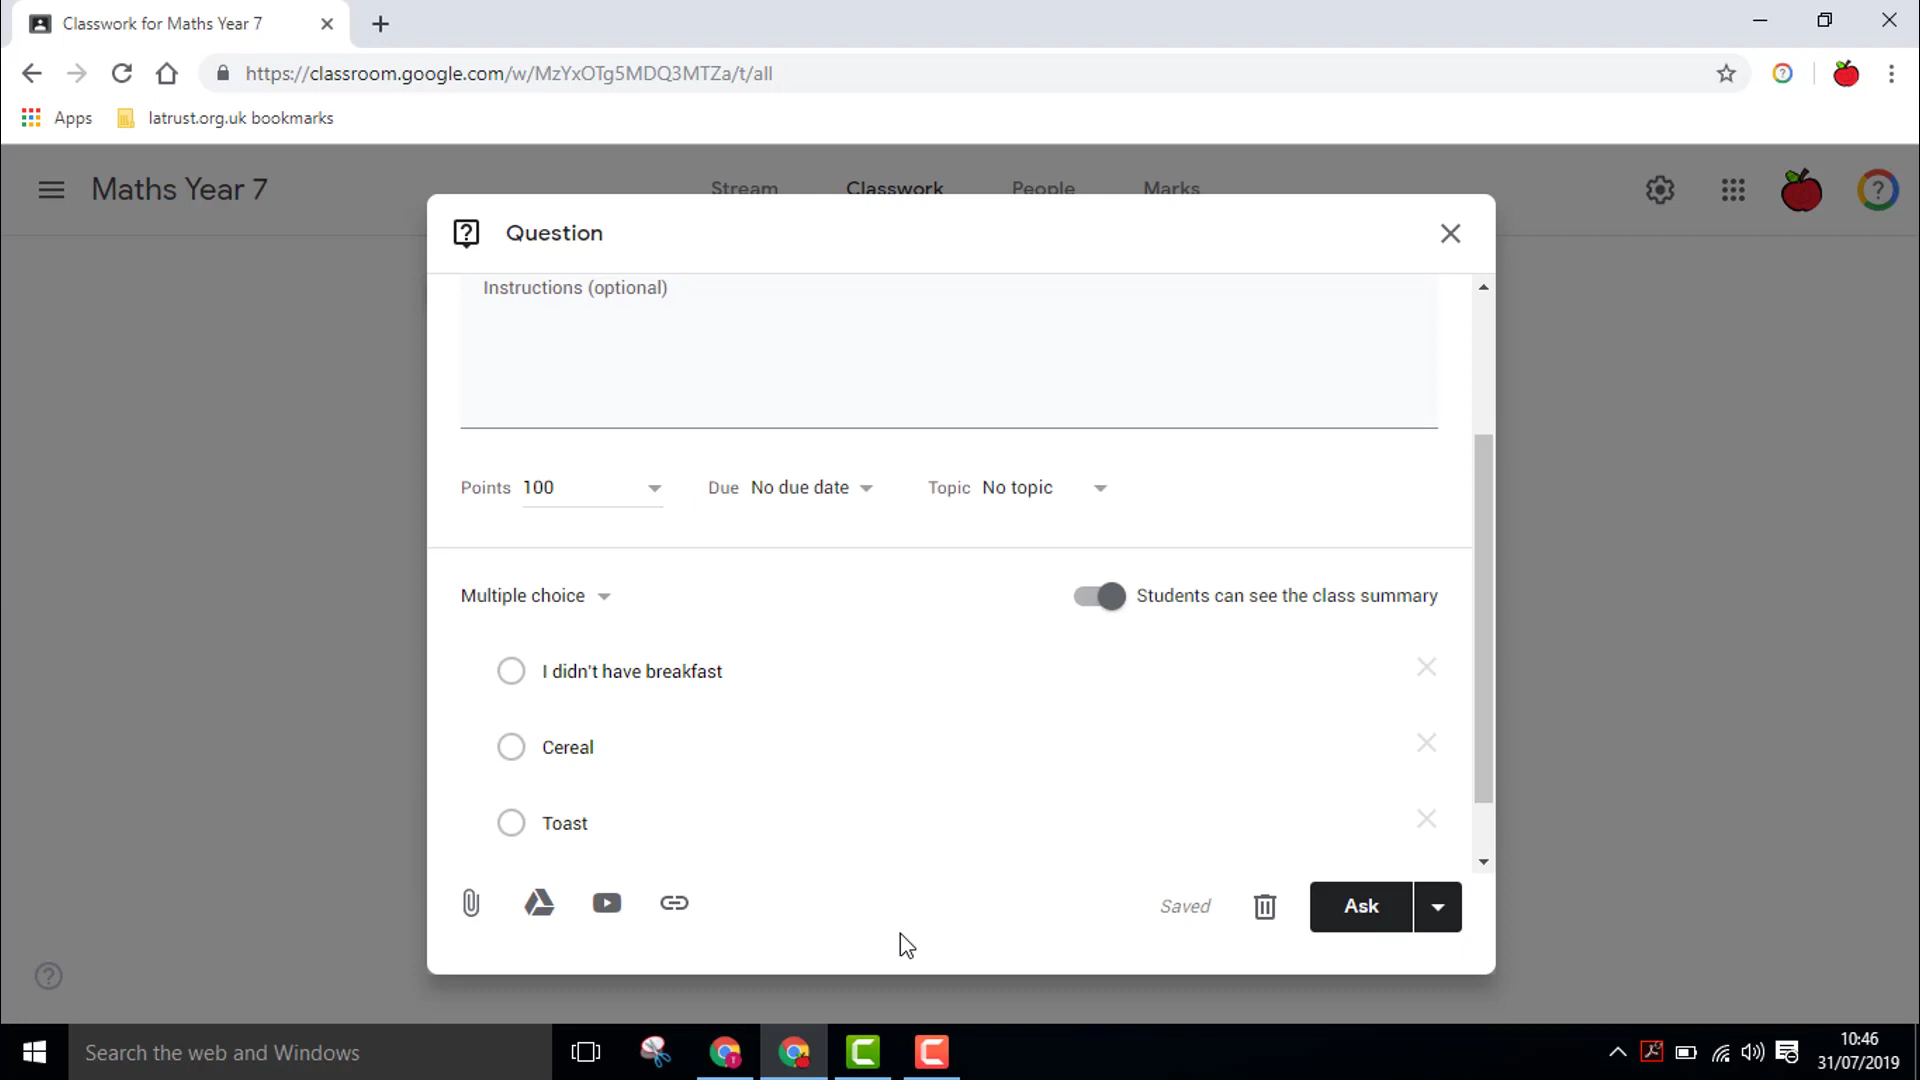 Classwork for Maths Year 7
https://classroom.google.com/w/MzYxOTg5MDQ3MTZa/t/all
Apps
latrust.org.uk bookmarks
Maths Year 7
Stream
Classwork
People
Marks
Question
Instructions (optional)
Points 100
Due No due date
Topic No topic
Multiple choice
Students can see the class summary
I didn't have breakfast
Cereal
Toast
Saved
Ask
Search the web and Windows
10:46
31/07/2019